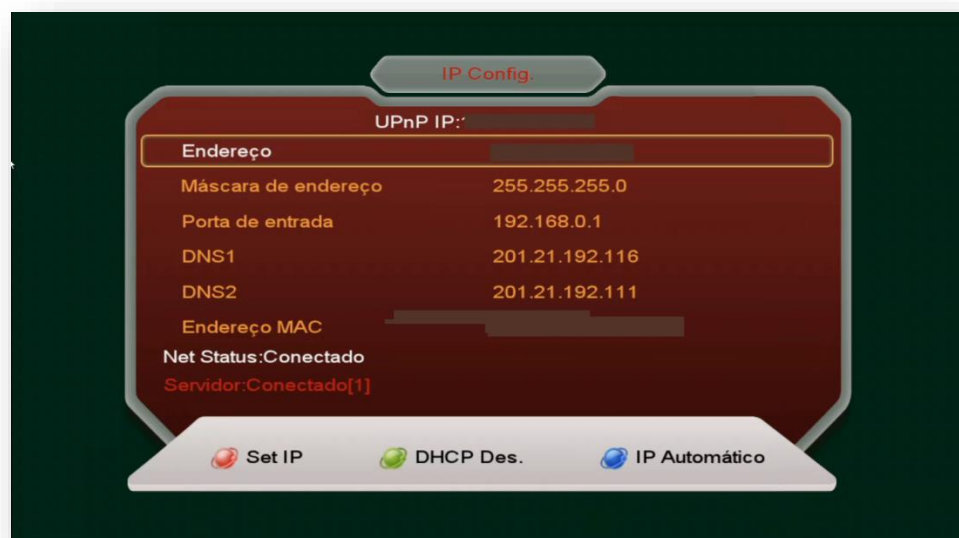 IP Config.
UPnP IP:
Endereço
Máscara de endereço 255.255.255.0
Porta de entrada 192.168.0.1
DNS1 201.21.192.116
DNS2 201.21.192.111
Endereço MAC
Net Status:Conectado
Servidor:Conectado[1]
Set IP DHCP Des. IP Automático